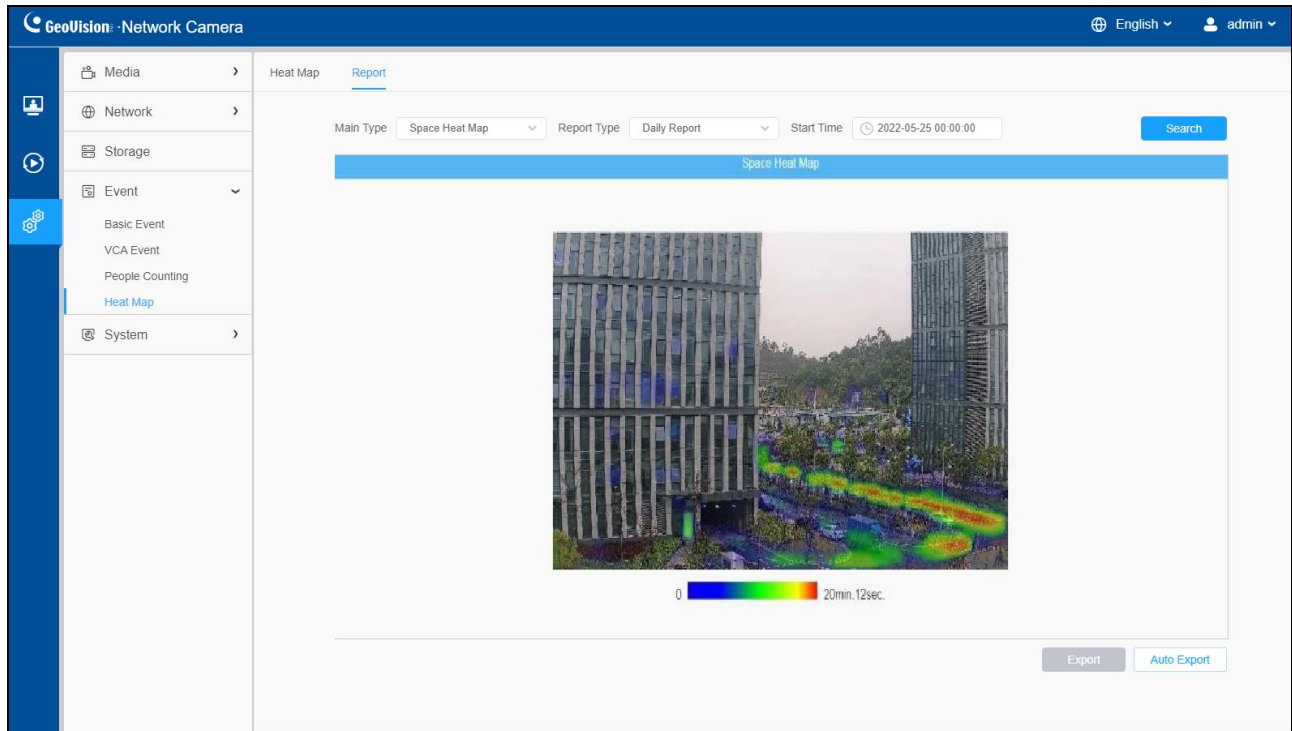 GeoVision · Network Camera
English
admin
Media
Network
Storage
Event
Basic Event
VCA Event
People Counting
Heat Map
System
Heat Map Report
Main Type Space Heat Map Report Type Daily Report Start Time 2022-05-25 00:00:00 Search
Space Heat Map
0 20min.12sec.
Export Auto Export